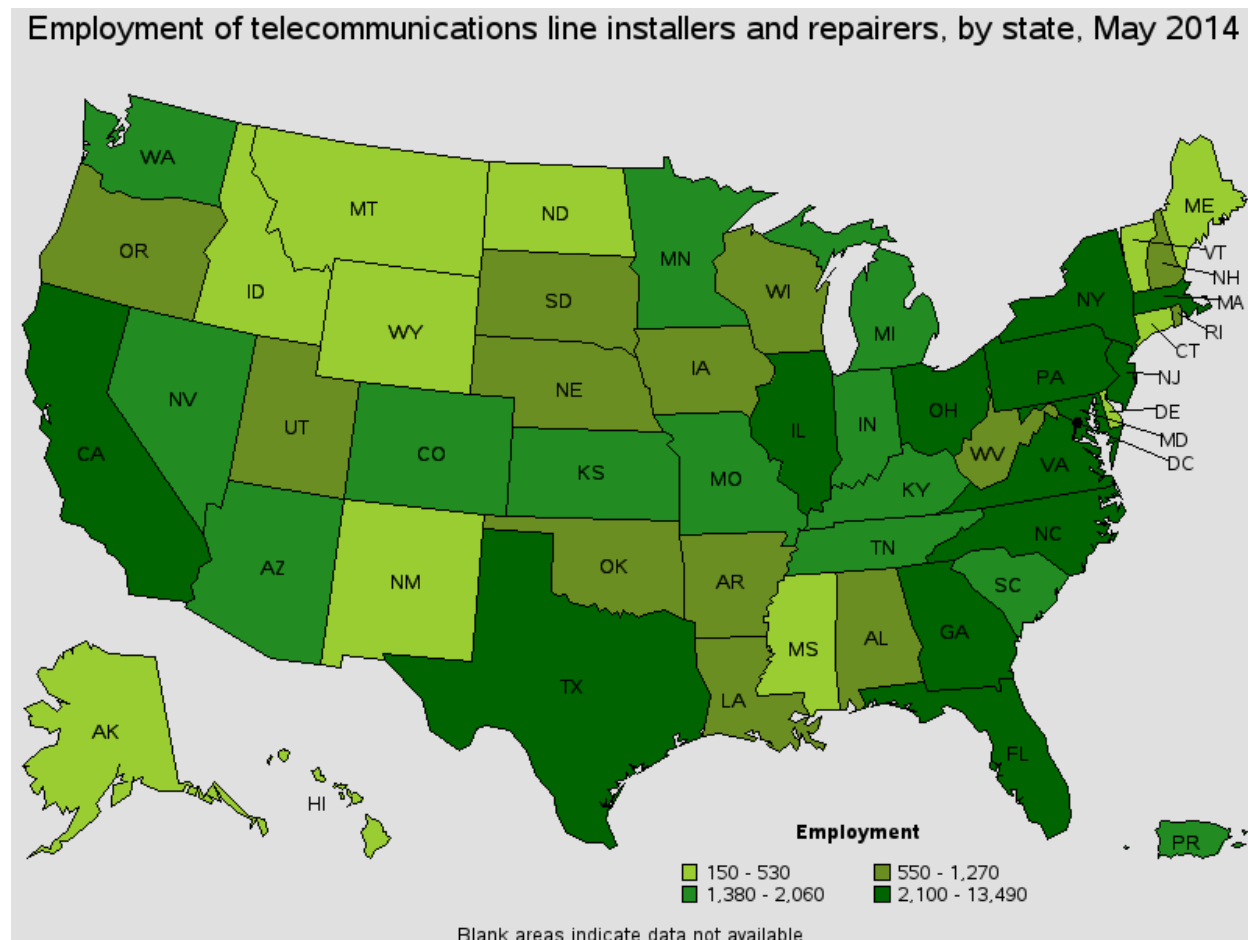 Employment of telecommunications line installers and repairers, by state, May 2014
WA
MT
ND
MN
ME
VT
NH
MA
RI
CT
OR
ID
SD
WI
NY
MI
WY
IA
PA
NJ
NE
DE
MD
DC
NV
UT
CO
IL
IN
OH
WV
VA
CA
KS
MO
KY
NC
AZ
NM
OK
TN
AR
SC
MS
AL
GA
TX
LA
FL
AK
HI
PR
Employment
150 - 530
550 - 1,270
1,380 - 2,060
2,100 - 13,490
Blank areas indicate data not available